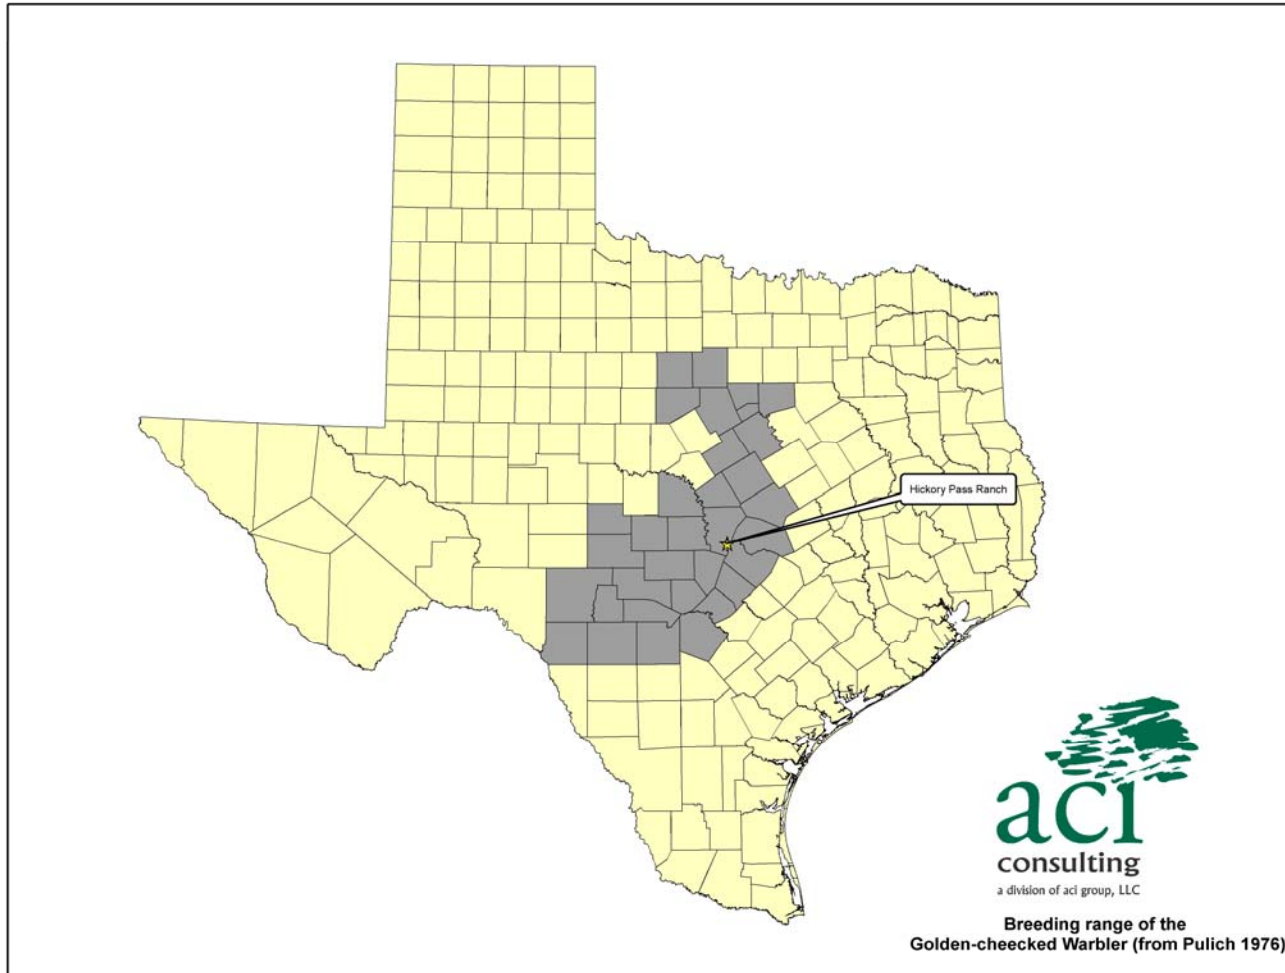 Hickory Pass Ranch
aci
consulting
a division of aci group, LLC
Breeding range of the
Golden-cheecked Warbler (from Pulich 1976)